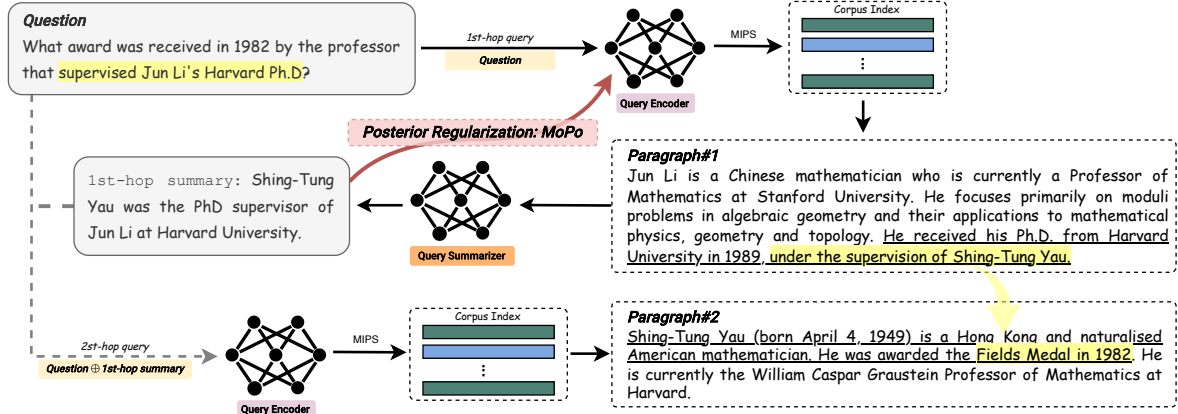 Question
What award was received in 1982 by the professor
that supervised Jun Li's Harvard Ph.D?
1st-hop query
Question
Query Encoder
MIPS
Corpus Index
Posterior Regularization: MoPo
1st-hop summary: Shing-Tung
Yau was the PhD supervisor of
Jun Li at Harvard University.
Query Summarizer
Paragraph#1
Jun Li is a Chinese mathematician who is currently a Professor of
Mathematics at Stanford University. He focuses primarily on moduli
problems in algebraic geometry and their applications to mathematical
physics, geometry and topology. He received his Ph.D. from Harvard
University in 1989, under the supervision of Shing-Tung Yau.
2nd-hop query
Question ⊕ 1st-hop summary
Query Encoder
MIPS
Corpus Index
Paragraph#2
Shing-Tung Yau (born April 4, 1949) is a Hong Kong and naturalised
American mathematician. He was awarded the Fields Medal in 1982. He
is currently the William Caspar Graustein Professor of Mathematics at
Harvard.